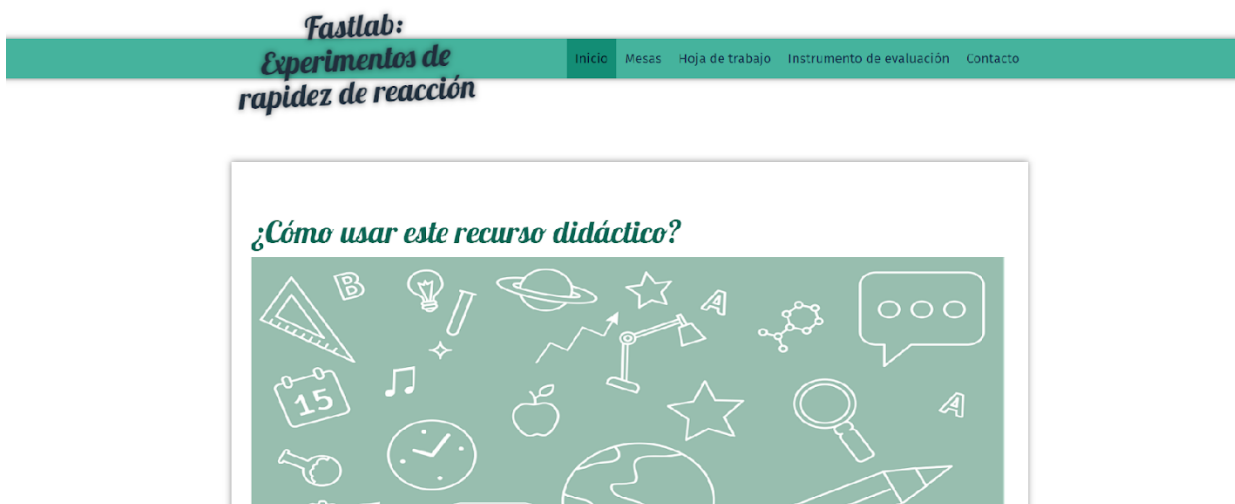 Fastlab:
Experimentos de
rapidez de reacción
Inicio Mesas Hoja de trabajo Instrumento de evaluación Contacto
¿Cómo usar este recurso didáctico?
B
A
15
A